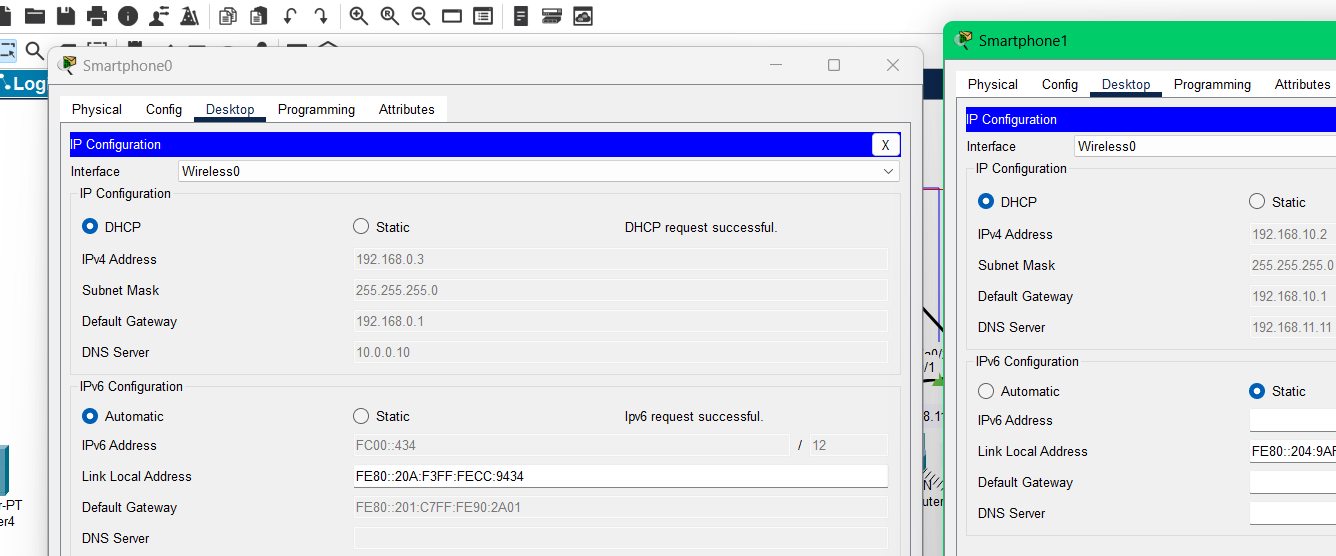 Smartphone0
Physical Config Desktop Programming Attributes
IP Configuration X
Interface Wireless0
IP Configuration
DHCP Static DHCP request successful.
IPv4 Address 192.168.0.3
Subnet Mask 255.255.255.0
Default Gateway 192.168.0.1
DNS Server 10.0.0.10
IPv6 Configuration
Automatic Static Ipv6 request successful.
IPv6 Address FC00::434 / 12
Link Local Address FE80::20A:F3FF:FECC:9434
Default Gateway FE80::201:C7FF:FE90:2A01
DNS Server
Smartphone1
Physical Config Desktop Programming Attributes
IP Configuration
Interface Wireless0
IP Configuration
DHCP Static
IPv4 Address 192.168.10.2
Subnet Mask 255.255.255.0
Default Gateway 192.168.10.1
DNS Server 192.168.11.11
IPv6 Configuration
Automatic Static
IPv6 Address
Link Local Address FE80::204:9AF
Default Gateway
DNS Server
Logi
r-PT
er4
/1
8.11
N
uter